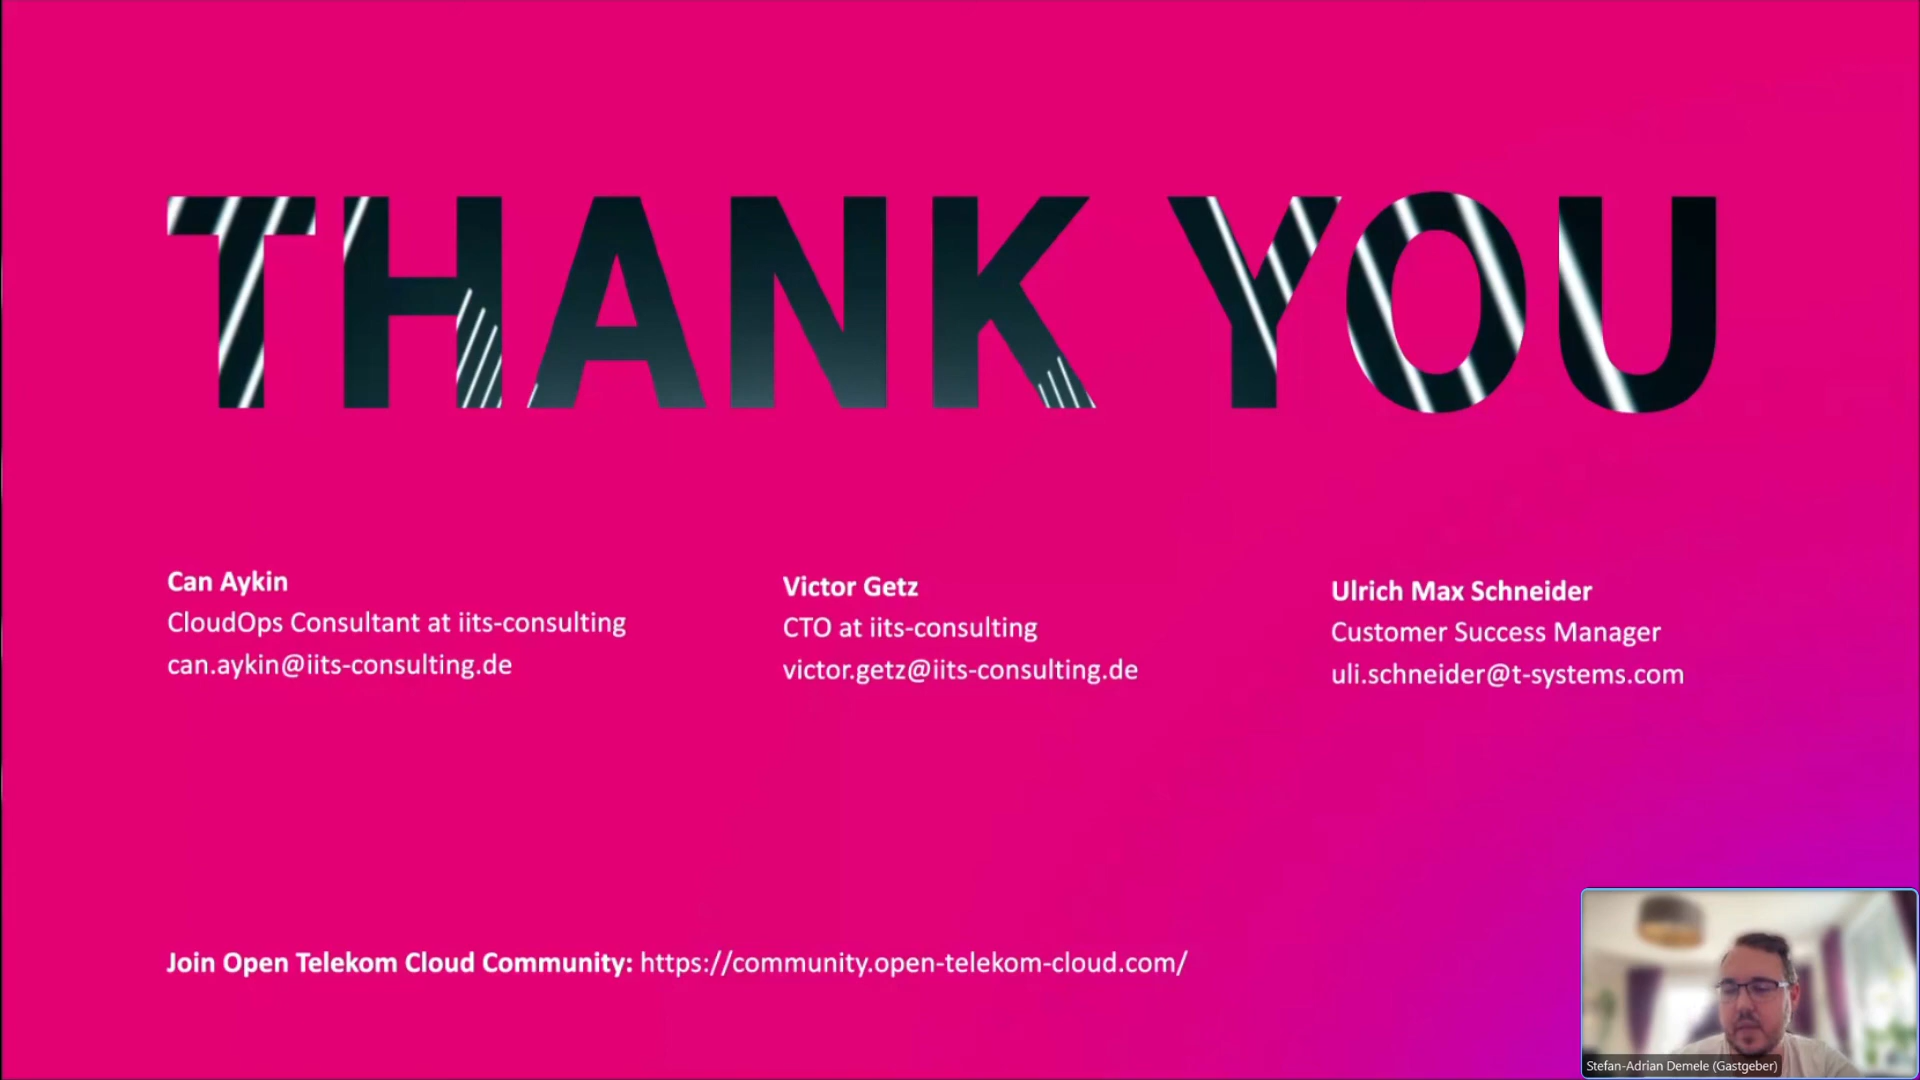 THANK YOU
Can Aykin
CloudOps Consultant at iits-consulting
can.aykin@iits-consulting.de
Victor Getz
CTO at iits-consulting
victor.getz@iits-consulting.de
Ulrich Max Schneider
Customer Success Manager
uli.schneider@t-systems.com
Join Open Telekom Cloud Community: https://community.open-telekom-cloud.com/
Stefan-Adrian Demele (Gastgeber)